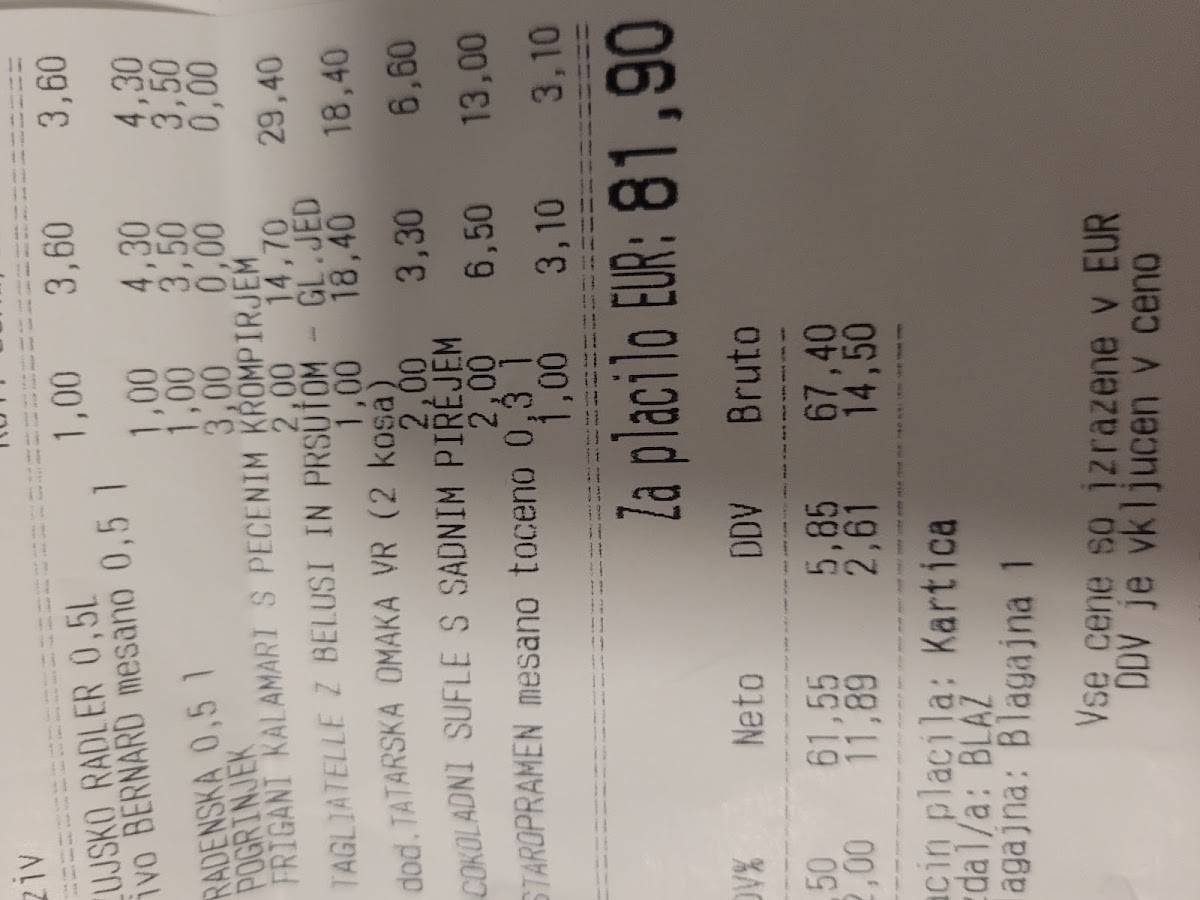 ziv
UJSKO RADLER 0,5L
1,00 3,60 3,60
ivo BERNARD mesano 0,5 l
1,00 4,30 4,30
RADENSKA 0,5 l 1,00 3,50 3,50
POGRINJEK 3,00 0,00 0,00
FRIGANI KALAMARI S PECENIM KROMPIRJEM
2,00 14,70 29,40
TAGLIATELLE Z BELUSI IN PRSUTOM - GL.JED
1,00 18,40 18,40
dod.TATARSKA OMAKA VR (2 kosa)
2,00 3,30 6,60
COKOLADNI SUFLE S SADNIM PIREJEM
2,00 6,50 13,00
STAROPRAMEN mesano toceno 0,3 l
1,00 3,10 3,10
Za placilo EUR: 81,90
DV% Neto DDV Bruto
,50 61,55 5,85 67,40
2,00 11,89 2,61 14,50
acin placila: Kartica
zdal/a: BLAZ
lagajna: Blagajna 1
Vse cene so izrazene v EUR
DDV je vkljucen v ceno